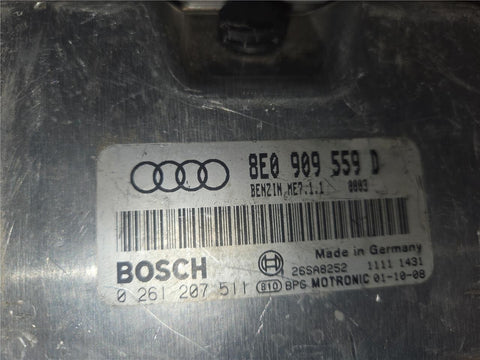 8E0 909 559 D
BENZIN ME7.1.1 0003
Made in Germany
BOSCH
26SA8252 1111 1431
0 261 207 511 810 BPG MOTRONIC 01-10-08